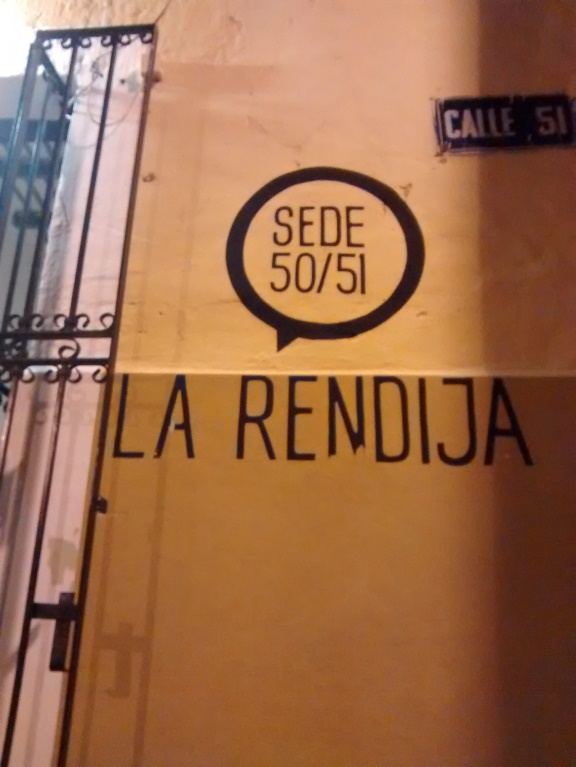 CALLE 51
SEDE
50/51
LA RENDIJA